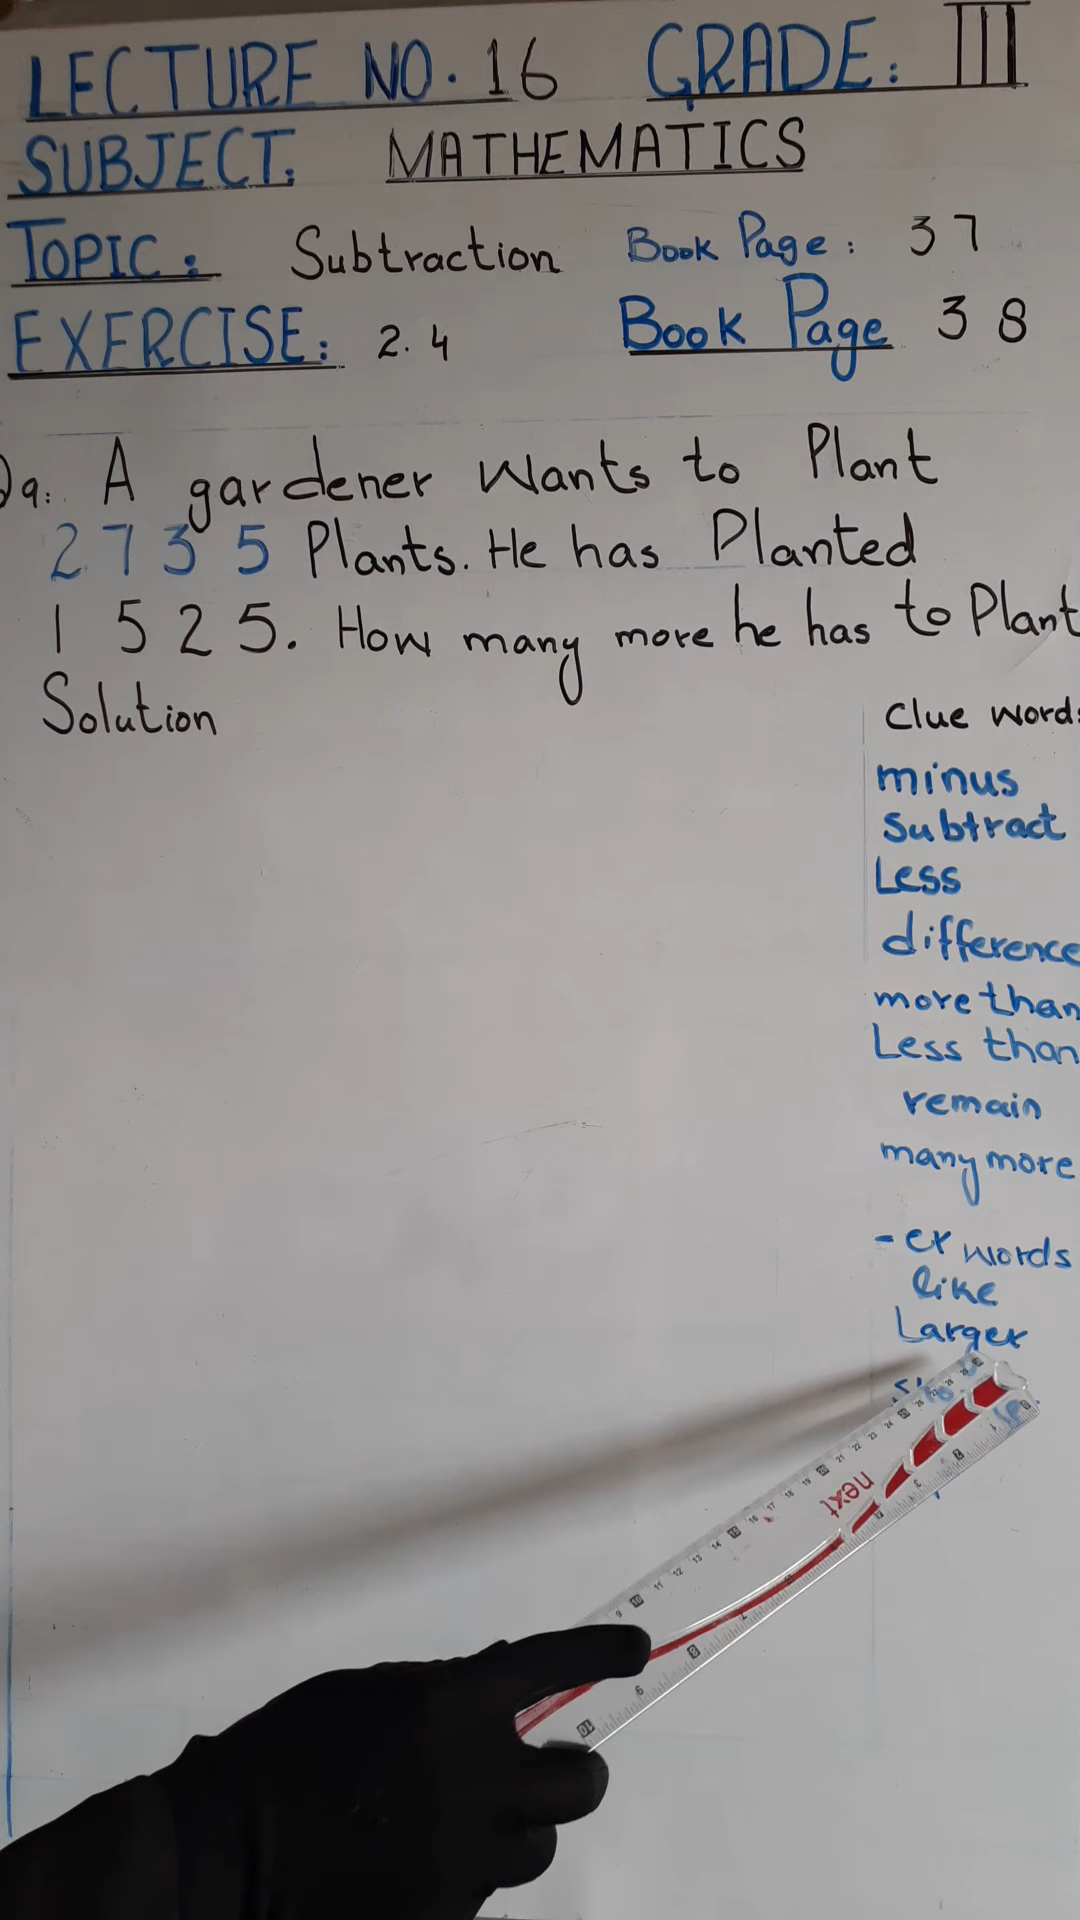 LECTURE NO. 16 GRADE: III
SUBJECT: MATHEMATICS
TOPIC: Subtraction Book Page: 37
EXERCISE: 2.4 Book Page 38
Q9: A gardener wants to Plant
2735 Plants. He has Planted
1525. How many more he has to Plant
Solution
Clue words
minus
Subtract
Less
difference
more than
Less than
remain
many more
-er words
like
Larger
next